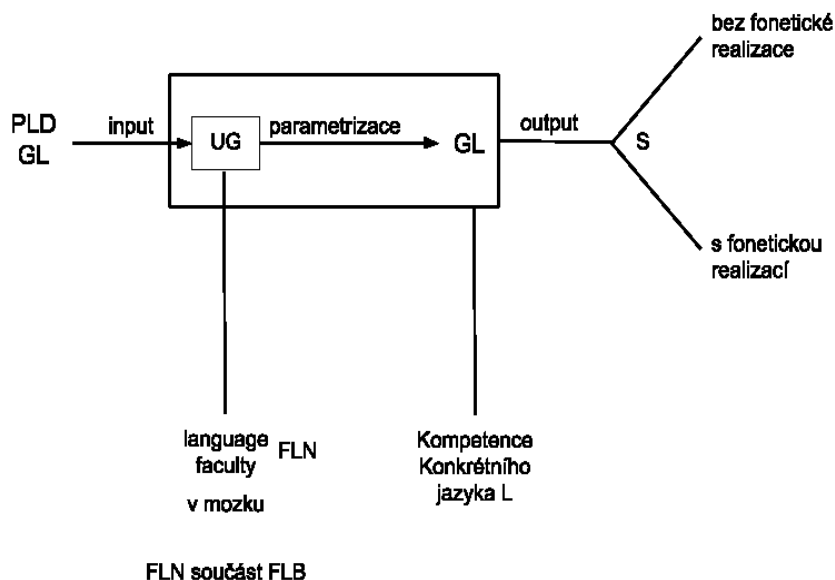 bez fonetické
realizace
PLD
GL
input
UG
parametrizace
GL
output
S
s fonetickou
realizací
language
faculty
FLN
v mozku
Kompetence
Konkrétního
jazyka L
FLN součást FLB